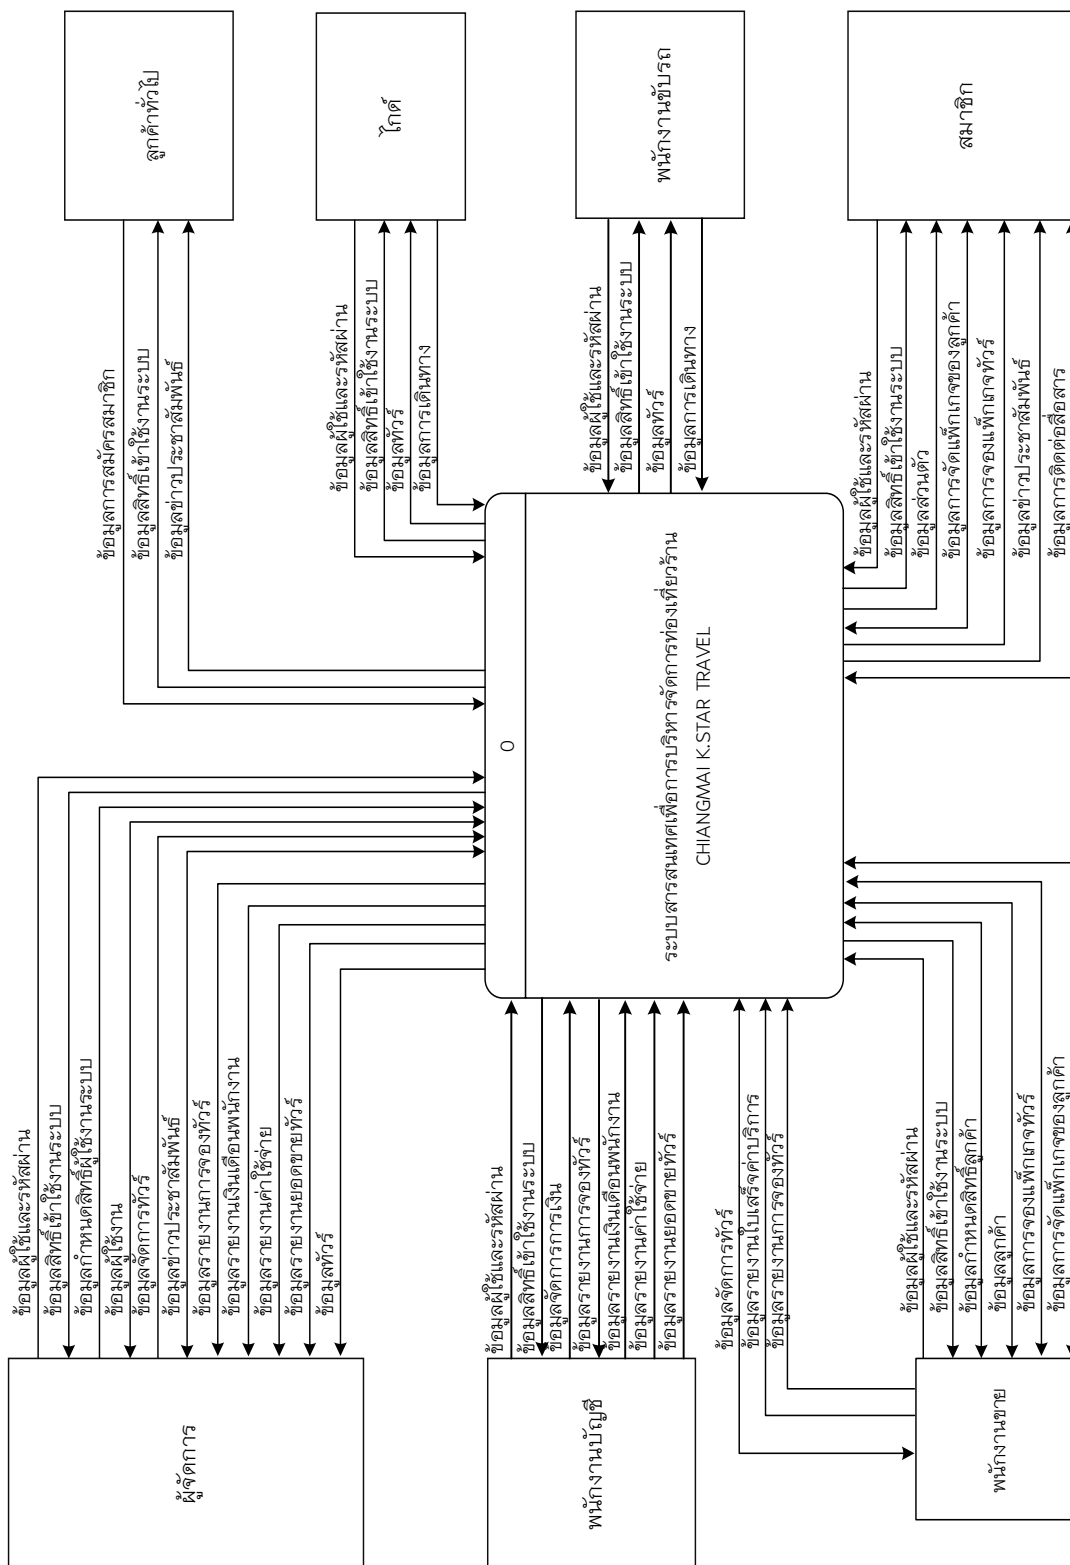 ลูกค้าทั่วไป
ไกด์
พนักงานขับรถ
สมาชิก
ข้อมูลการสมัครสมาชิก
ข้อมูลสิทธิ์เข้าใช้งานระบบ
ข้อมูลข่าวประชาสัมพันธ์
ข้อมูลผู้ใช้และรหัสผ่าน
ข้อมูลสิทธิ์เข้าใช้งานระบบ
ข้อมูลทัวร์
ข้อมูลการเดินทาง
ข้อมูลผู้ใช้และรหัสผ่าน
ข้อมูลสิทธิ์เข้าใช้งานระบบ
ข้อมูลทัวร์
ข้อมูลการเดินทาง
ข้อมูลผู้ใช้และรหัสผ่าน
ข้อมูลสิทธิ์เข้าใช้งานระบบ
ข้อมูลส่วนตัว
ข้อมูลการจัดแพ็กเกจของลูกค้า
ข้อมูลการจองแพ็กเกจทัวร์
ข้อมูลข่าวประชาสัมพันธ์
ข้อมูลการติดต่อสื่อสาร
0
ระบบสารสนเทศเพื่อการบริหารจัดการท่องเที่ยวร้าน
CHIANGMAI K.STAR TRAVEL
ข้อมูลผู้ใช้และรหัสผ่าน
ข้อมูลสิทธิ์เข้าใช้งานระบบ
ข้อมูลกำหนดสิทธิ์ผู้ใช้งานระบบ
ข้อมูลผู้ใช้งาน
ข้อมูลจัดการทัวร์
ข้อมูลข่าวประชาสัมพันธ์
ข้อมูลรายงานการจองทัวร์
ข้อมูลรายงานเงินเดือนพนักงาน
ข้อมูลรายงานค่าใช้จ่าย
ข้อมูลรายงานยอดขายทัวร์
ข้อมูลทัวร์
ข้อมูลผู้ใช้และรหัสผ่าน
ข้อมูลสิทธิ์เข้าใช้งานระบบ
ข้อมูลจัดการการเงิน
ข้อมูลรายงานการจองทัวร์
ข้อมูลรายงานเงินเดือนพนักงาน
ข้อมูลรายงานค่าใช้จ่าย
ข้อมูลรายงานยอดขายทัวร์
ข้อมูลจัดการทัวร์
ข้อมูลรายงานใบเสร็จค่าบริการ
ข้อมูลรายงานการจองทัวร์
ข้อมูลผู้ใช้และรหัสผ่าน
ข้อมูลสิทธิ์เข้าใช้งานระบบ
ข้อมูลกำหนดสิทธิ์ลูกค้า
ข้อมูลลูกค้า
ข้อมูลการจองแพ็กเกจทัวร์
ข้อมูลการจัดแพ็กเกจของลูกค้า
ผู้จัดการ
พนักงานบัญชี
พนักงานขาย